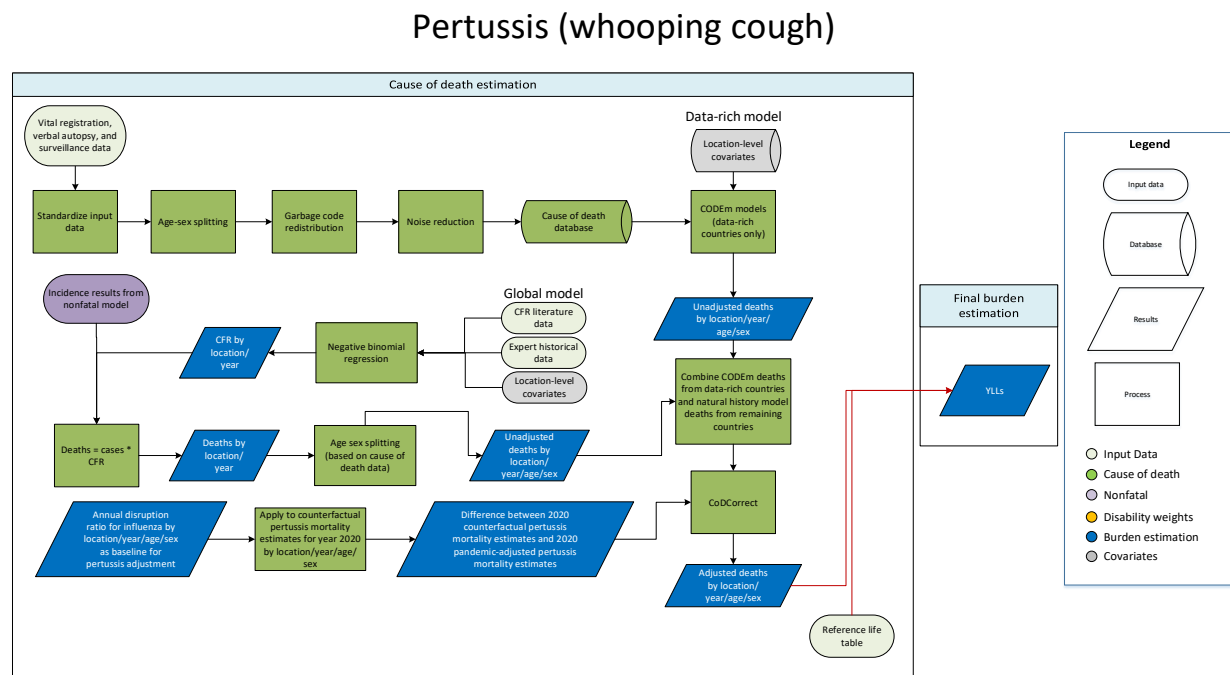 Pertussis (whooping cough)
Cause of death estimation
Vital registration,
verbal autopsy, and
surveillance data
Standardize input
data
Age-sex splitting
Garbage code
redistribution
Noise reduction
Cause of death
database
Data-rich model
Location-level
covariates
CODEm models
(data-rich
countries only)
Unadjusted deaths
by location/year/
age/sex
Incidence results from
nonfatal model
CFR by
location/
year
Negative binomial
regression
Global model
CFR literature
data
Expert historical
data
Location-level
covariates
Combine CODEm deaths
from data-rich countries
and natural history model
deaths from remaining
countries
Deaths = cases *
CFR
Deaths by
location/
year
Age sex splitting
(based on cause of
death data)
Unadjusted
deaths by
location/
year/age/sex
Annual disruption
ratio for influenza by
location/year/age/sex
as baseline for
pertussis adjustment
Apply to counterfactual
pertussis mortality
estimates for year 2020
by location/year/age/
sex
Difference between 2020
counterfactual pertussis
mortality estimates and 2020
pandemic-adjusted pertussis
mortality estimates
CoDCorrect
Adjusted deaths
by location/
year/age/sex
Reference life
table
Final burden
estimation
YLLs
Legend
Input data
Database
Results
Process
Input Data
Cause of death
Nonfatal
Disability weights
Burden estimation
Covariates